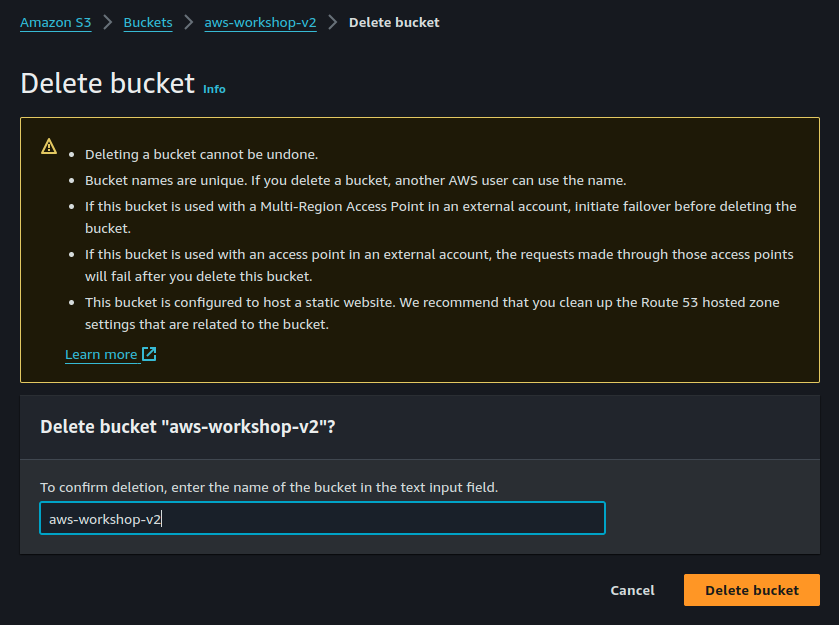 Amazon S3 > Buckets > aws-workshop-v2 > Delete bucket
Delete bucket Info
• Deleting a bucket cannot be undone.
• Bucket names are unique. If you delete a bucket, another AWS user can use the name.
• If this bucket is used with a Multi-Region Access Point in an external account, initiate failover before deleting the
bucket.
• If this bucket is used with an access point in an external account, the requests made through those access points
will fail after you delete this bucket.
• This bucket is configured to host a static website. We recommend that you clean up the Route 53 hosted zone
settings that are related to the bucket.
Learn more
Delete bucket "aws-workshop-v2"?
To confirm deletion, enter the name of the bucket in the text input field.
aws-workshop-v2
Cancel Delete bucket